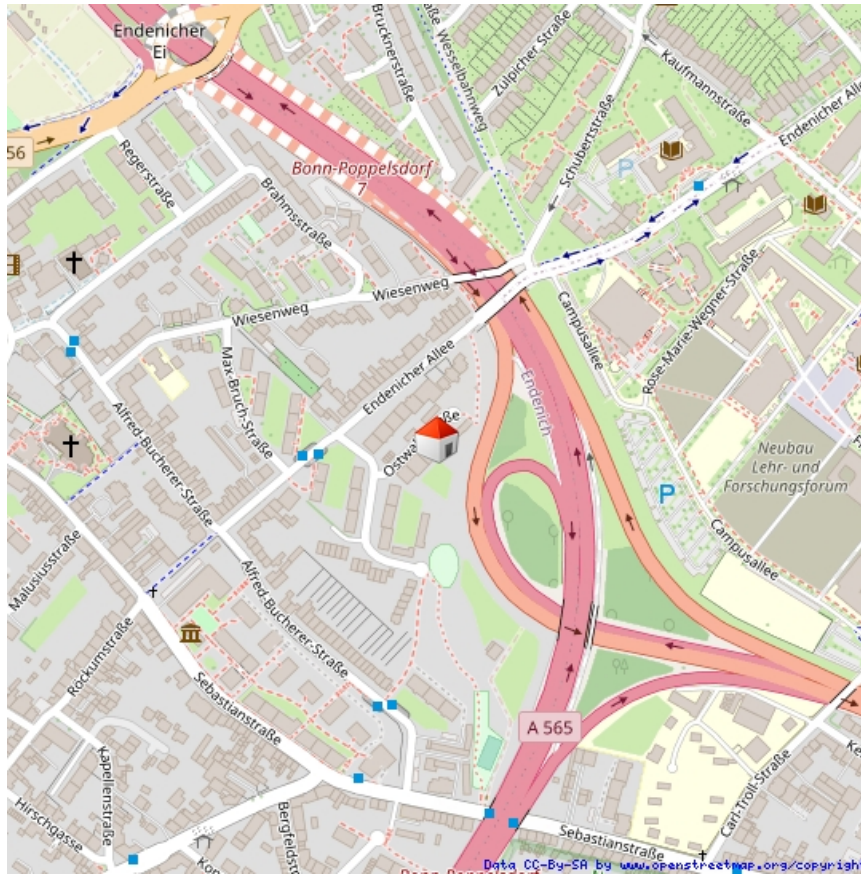 Endenicher
Ei
Brucknerstraße
Wesselbahnweg
Zülpicher Straße
Kaufmannstraße
Endenicher Allee
Schubertstraße
P
56
Regerstraße
Bonn-Poppelsdorf
7
Brahmsstraße
Wiesenweg
Wiesenweg
Campusallee
Rose-Marie-Wegner-Straße
Max-Bruch-Straße
Endenicher Allee
Endenich
Alfred-Bucherer-Straße
Neubau
Lehr- und
Forschungsforum
P
Campusallee
Malusiusstraße
Alfred-Bucherer-Straße
Röckumstraße
Sebastianstraße
A 565
Carl-Troll-Straße
Kapellenstraße
Hirschgasse
Sebastianstraße
Data CC-By-SA by www.openstreetmap.org/copyright